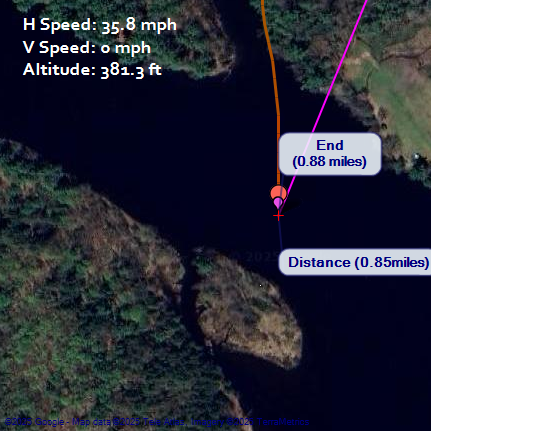 H Speed: 35.8 mph
V Speed: 0 mph
Altitude: 381.3 ft
End
(0.88 miles)
Distance (0.85miles)